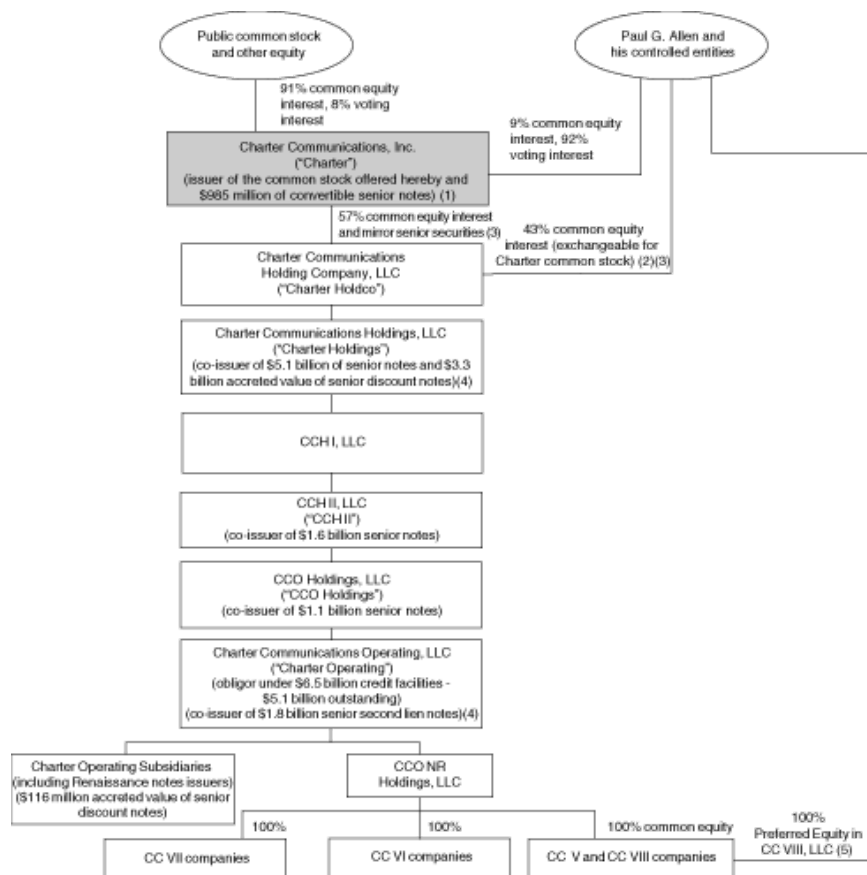 Public common stock
and other equity
Paul G. Allen and
his controlled entities
91% common equity
interest, 8% voting
interest
9% common equity
interest, 92%
voting interest
Charter Communications, Inc.
("Charter")
(issuer of the common stock offered hereby and
$985 million of convertible senior notes) (1)
57% common equity interest
and mirror senior securities (3)
43% common equity
interest (exchangeable for
Charter common stock) (2)(3)
Charter Communications
Holding Company, LLC
("Charter Holdco")
Charter Communications Holdings, LLC
("Charter Holdings")
(co-issuer of $5.1 billion of senior notes and $3.3
billion accreted value of senior discount notes)(4)
CCH I, LLC
CCH II, LLC
("CCH II")
(co-issuer of $1.6 billion senior notes)
CCO Holdings, LLC
("CCO Holdings")
(co-issuer of $1.1 billion senior notes)
Charter Communications Operating, LLC
("Charter Operating")
(obligor under $6.5 billion credit facilities -
$5.1 billion outstanding)
(co-issuer of $1.8 billion senior second lien notes)(4)
Charter Operating Subsidiaries
(including Renaissance notes issuers)
($116 million accreted value of senior
discount notes)
CCO NR
Holdings, LLC
100%
100%
100% common equity
100%
Preferred Equity in
CC VIII, LLC (5)
CC VII companies
CC VI companies
CC V and CC VIII companies